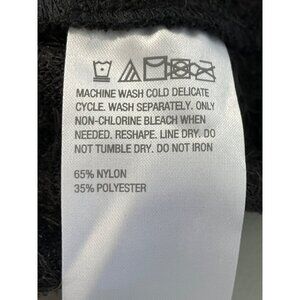 MACHINE WASH COLD DELICATE
CYCLE. WASH SEPARATELY. ONLY
NON-CHLORINE BLEACH WHEN
NEEDED. RESHAPE. LINE DRY. DO
NOT TUMBLE DRY. DO NOT IRON
65% NYLON
35% POLYESTER